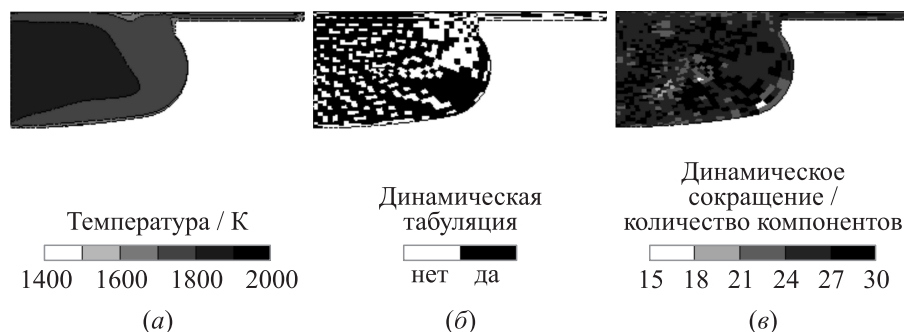 Температура / К
1400 1600 1800 2000
(а)
Динамическая
табуляция
нет да
(б)
Динамическое
сокращение /
количество компонентов
15 18 21 24 27 30
(в)